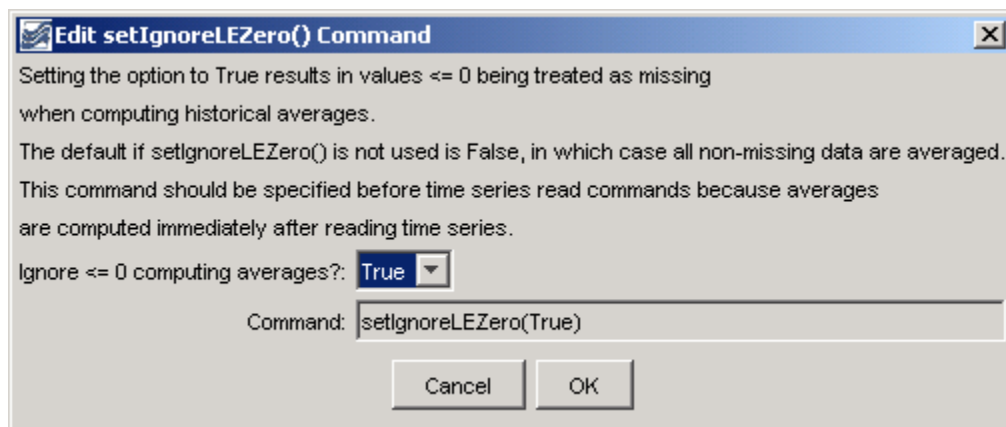 Edit setIgnoreLEZero() Command
Setting the option to True results in values <= 0 being treated as missing
when computing historical averages.
The default if setIgnoreLEZero() is not used is False, in which case all non-missing data are averaged.
This command should be specified before time series read commands because averages
are computed immediately after reading time series.
Ignore <= 0 computing averages?: True
Command: setIgnoreLEZero(True)
Cancel OK